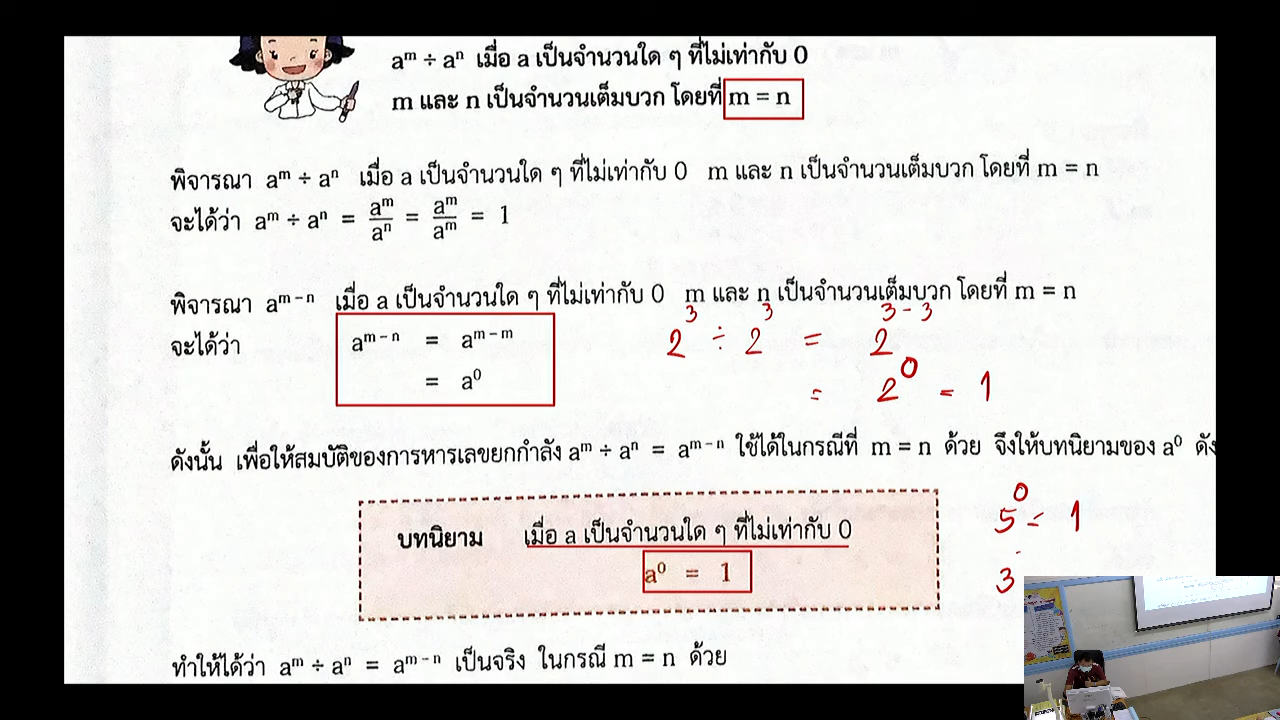 aᵐ ÷ aⁿ เมื่อ a เป็นจำนวนใด ๆ ที่ไม่เท่ากับ 0
m และ n เป็นจำนวนเต็มบวก โดยที่ m = n
พิจารณา aᵐ ÷ aⁿ เมื่อ a เป็นจำนวนใด ๆ ที่ไม่เท่ากับ 0 m และ n เป็นจำนวนเต็มบวก โดยที่ m = n
จะได้ว่า aᵐ ÷ aⁿ = aᵐ/aⁿ = aᵐ/aᵐ = 1
พิจารณา aᵐ⁻ⁿ เมื่อ a เป็นจำนวนใด ๆ ที่ไม่เท่ากับ 0 m และ n เป็นจำนวนเต็มบวก โดยที่ m = n
จะได้ว่า aᵐ⁻ⁿ = aᵐ⁻ᵐ
= a⁰
2³ ÷ 2³ = 2³⁻³
= 2⁰ = 1
ดังนั้น เพื่อให้สมบัติของการหารเลขยกกำลัง aᵐ ÷ aⁿ = aᵐ⁻ⁿ ใช้ได้ในกรณีที่ m = n ด้วย จึงให้บทนิยามของ a⁰ ดัง
บทนิยาม เมื่อ a เป็นจำนวนใด ๆ ที่ไม่เท่ากับ 0
a⁰ = 1
5⁰ = 1
3
ทำให้ได้ว่า aᵐ ÷ aⁿ = aᵐ⁻ⁿ เป็นจริง ในกรณี m = n ด้วย